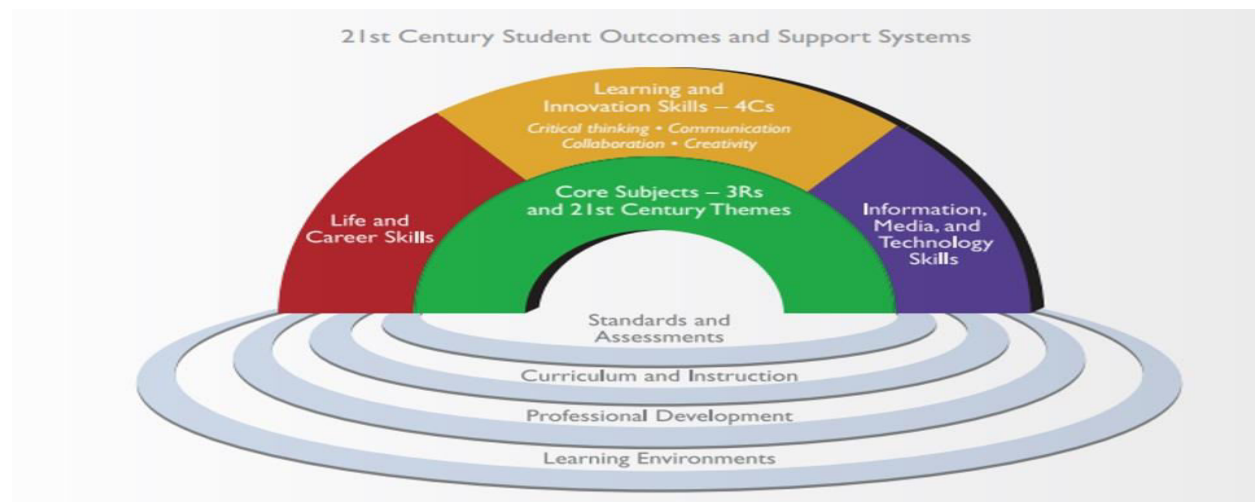 21st Century Student Outcomes and Support Systems
Learning and
Innovation Skills – 4Cs
Critical thinking • Communication
Collaboration • Creativity
Core Subjects – 3Rs
and 21st Century Themes
Life and
Career Skills
Information,
Media, and
Technology
Skills
Standards and
Assessments
Curriculum and Instruction
Professional Development
Learning Environments